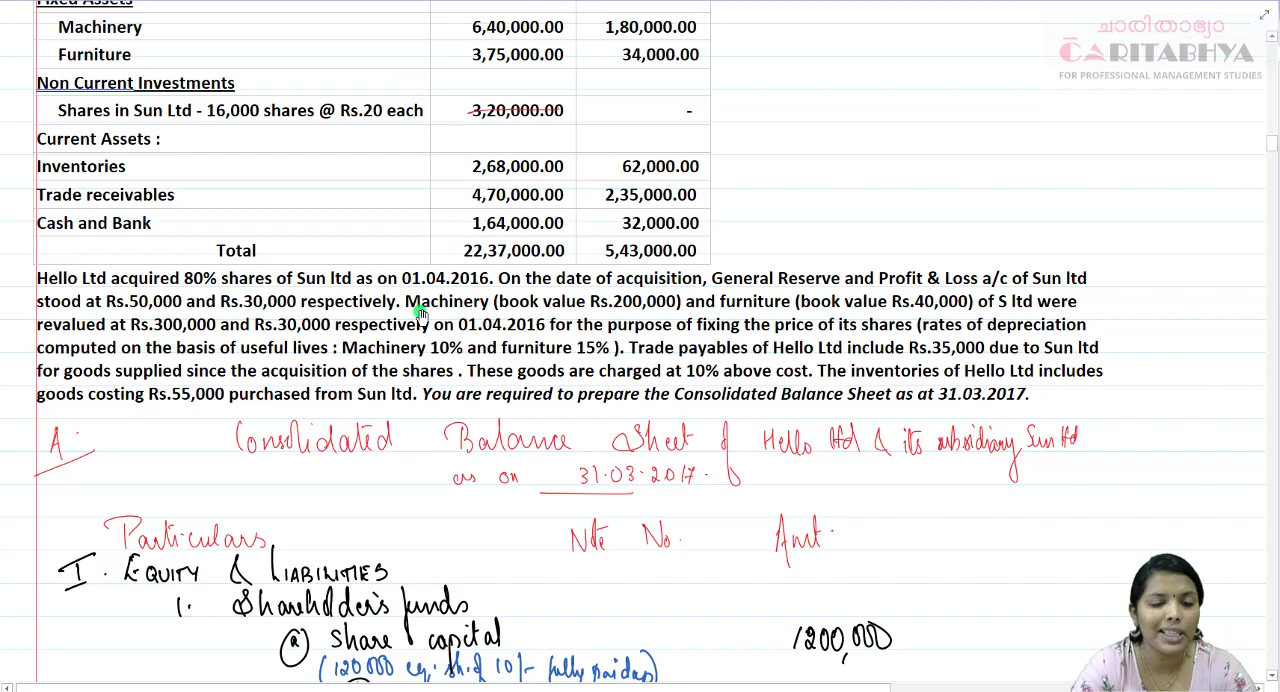 Fixed Assets
Machinery 6,40,000.00 1,80,000.00
Furniture 3,75,000.00 34,000.00
Non Current Investments
Shares in Sun Ltd - 16,000 shares @ Rs.20 each 3,20,000.00 -
Current Assets :
Inventories 2,68,000.00 62,000.00
Trade receivables 4,70,000.00 2,35,000.00
Cash and Bank 1,64,000.00 32,000.00
Total 22,37,000.00 5,43,000.00
ചാരിതാഭ്യാ
CARITABHYA
FOR PROFESSIONAL MANAGEMENT STUDIES
Hello Ltd acquired 80% shares of Sun ltd as on 01.04.2016. On the date of acquisition, General Reserve and Profit & Loss a/c of Sun ltd
stood at Rs.50,000 and Rs.30,000 respectively. Machinery (book value Rs.200,000) and furniture (book value Rs.40,000) of S ltd were
revalued at Rs.300,000 and Rs.30,000 respectively on 01.04.2016 for the purpose of fixing the price of its shares (rates of depreciation
computed on the basis of useful lives : Machinery 10% and furniture 15% ). Trade payables of Hello Ltd include Rs.35,000 due to Sun ltd
for goods supplied since the acquisition of the shares . These goods are charged at 10% above cost. The inventories of Hello Ltd includes
goods costing Rs.55,000 purchased from Sun ltd. You are required to prepare the Consolidated Balance Sheet as at 31.03.2017.
A: Consolidated Balance Sheet of Hello ltd & its subsidiary Sun ltd
as on 31.03.2017.
Particulars Note No. Amt.
I. EQUITY & LIABILITIES
1. Shareholder's funds
(a) Share capital 1200,000
(120000 eq. sh. of 10/- fully paid up)